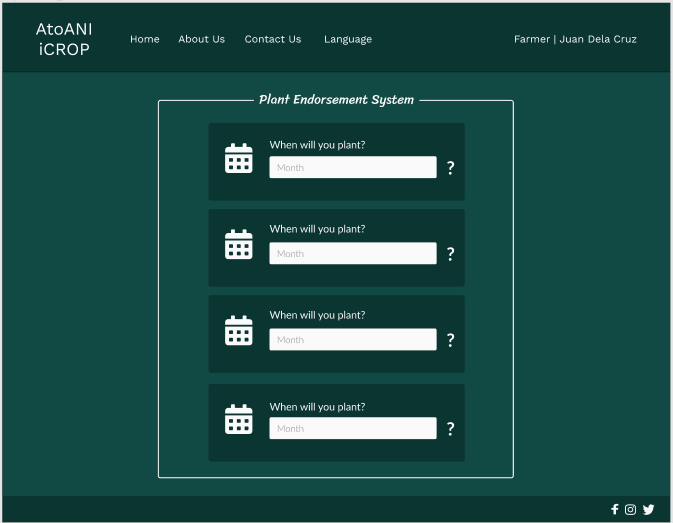 AtoANI
iCROP
Home About Us Contact Us Language Farmer | Juan Dela Cruz
Plant Endorsement System
When will you plant?
Month ?
When will you plant?
Month ?
When will you plant?
Month ?
When will you plant?
Month ?